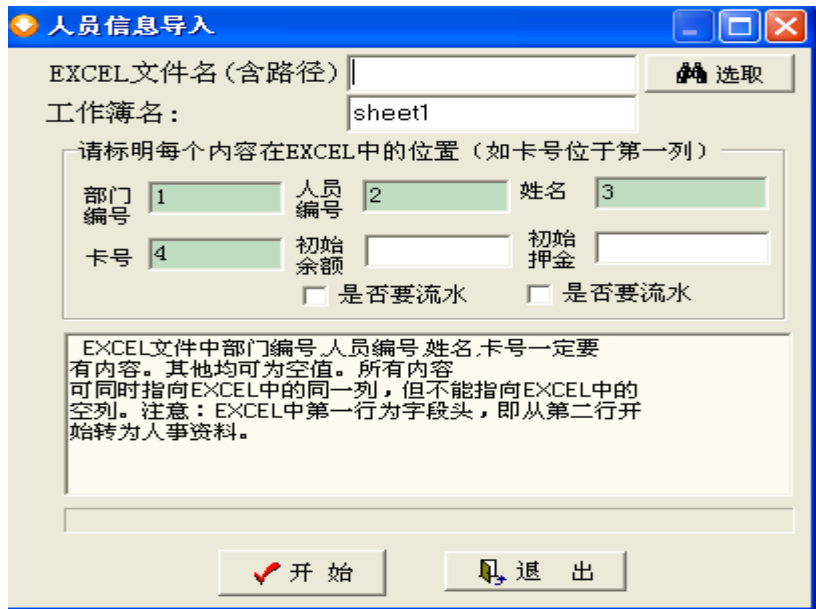 人员信息导入
EXCEL文件名(含路径) 选取
工作簿名: sheet1
请标明每个内容在EXCEL中的位置（如卡号位于第一列）
部门编号 1 人员编号 2 姓名 3
卡号 4 初始余额 初始押金
是否要流水 是否要流水
EXCEL文件中部门编号,人员编号,姓名,卡号一定要
有内容。其他均可为空值。所有内容
可同时指向EXCEL中的同一列，但不能指向EXCEL中的
空列。注意：EXCEL中第一行为字段头，即从第二行开
始转为人事资料。
开 始 退 出